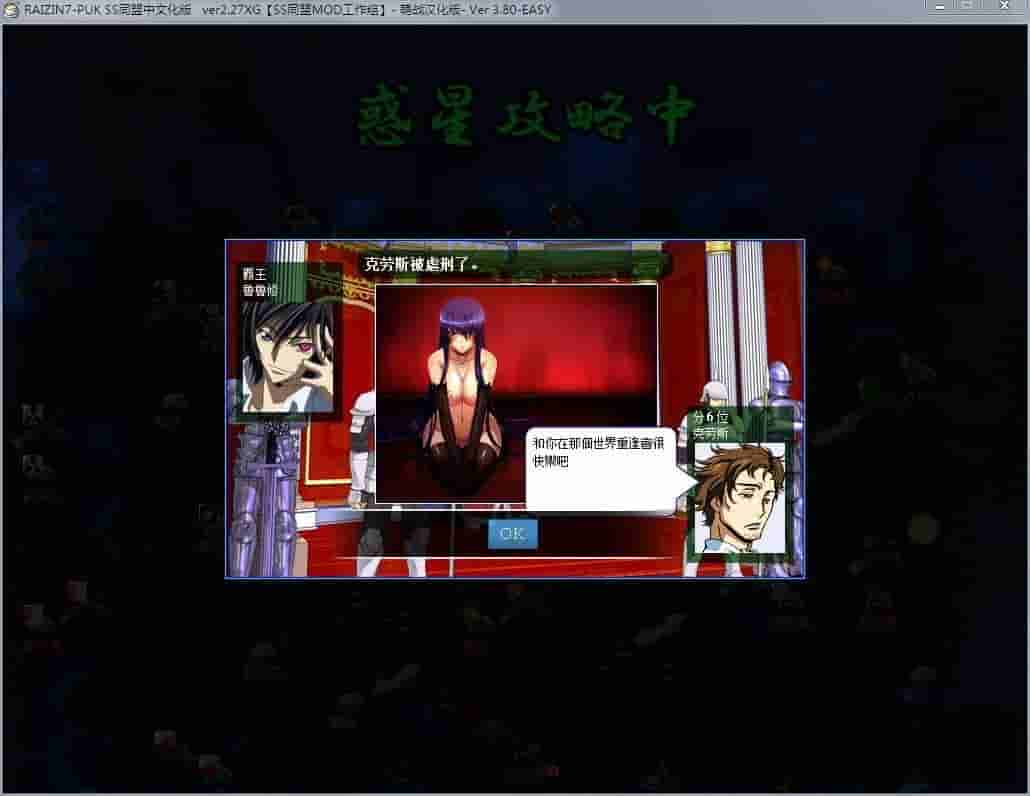 RAIZIN7-PUK SS同盟中文化版 ver2.27XG【SS同盟MOD工作组】- 萌战汉化版- Ver 3.80-EASY
惑星攻略中
克劳斯被虐刑了。
霸王
魯魯修
分6位
克劳斯
和你在那個世界重逢會很
快樂吧
OK